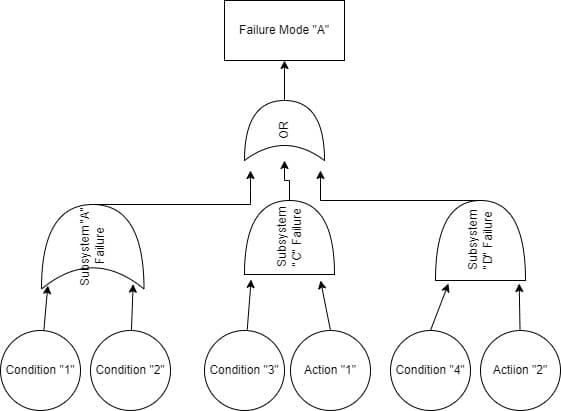 Failure Mode "A"
OR
Subsystem "A"
Failure
Subsystem
"C" Failure
Subsystem
"D" Failure
Condition "1"
Condition "2"
Condition "3"
Action "1"
Condition "4"
Actiion "2"